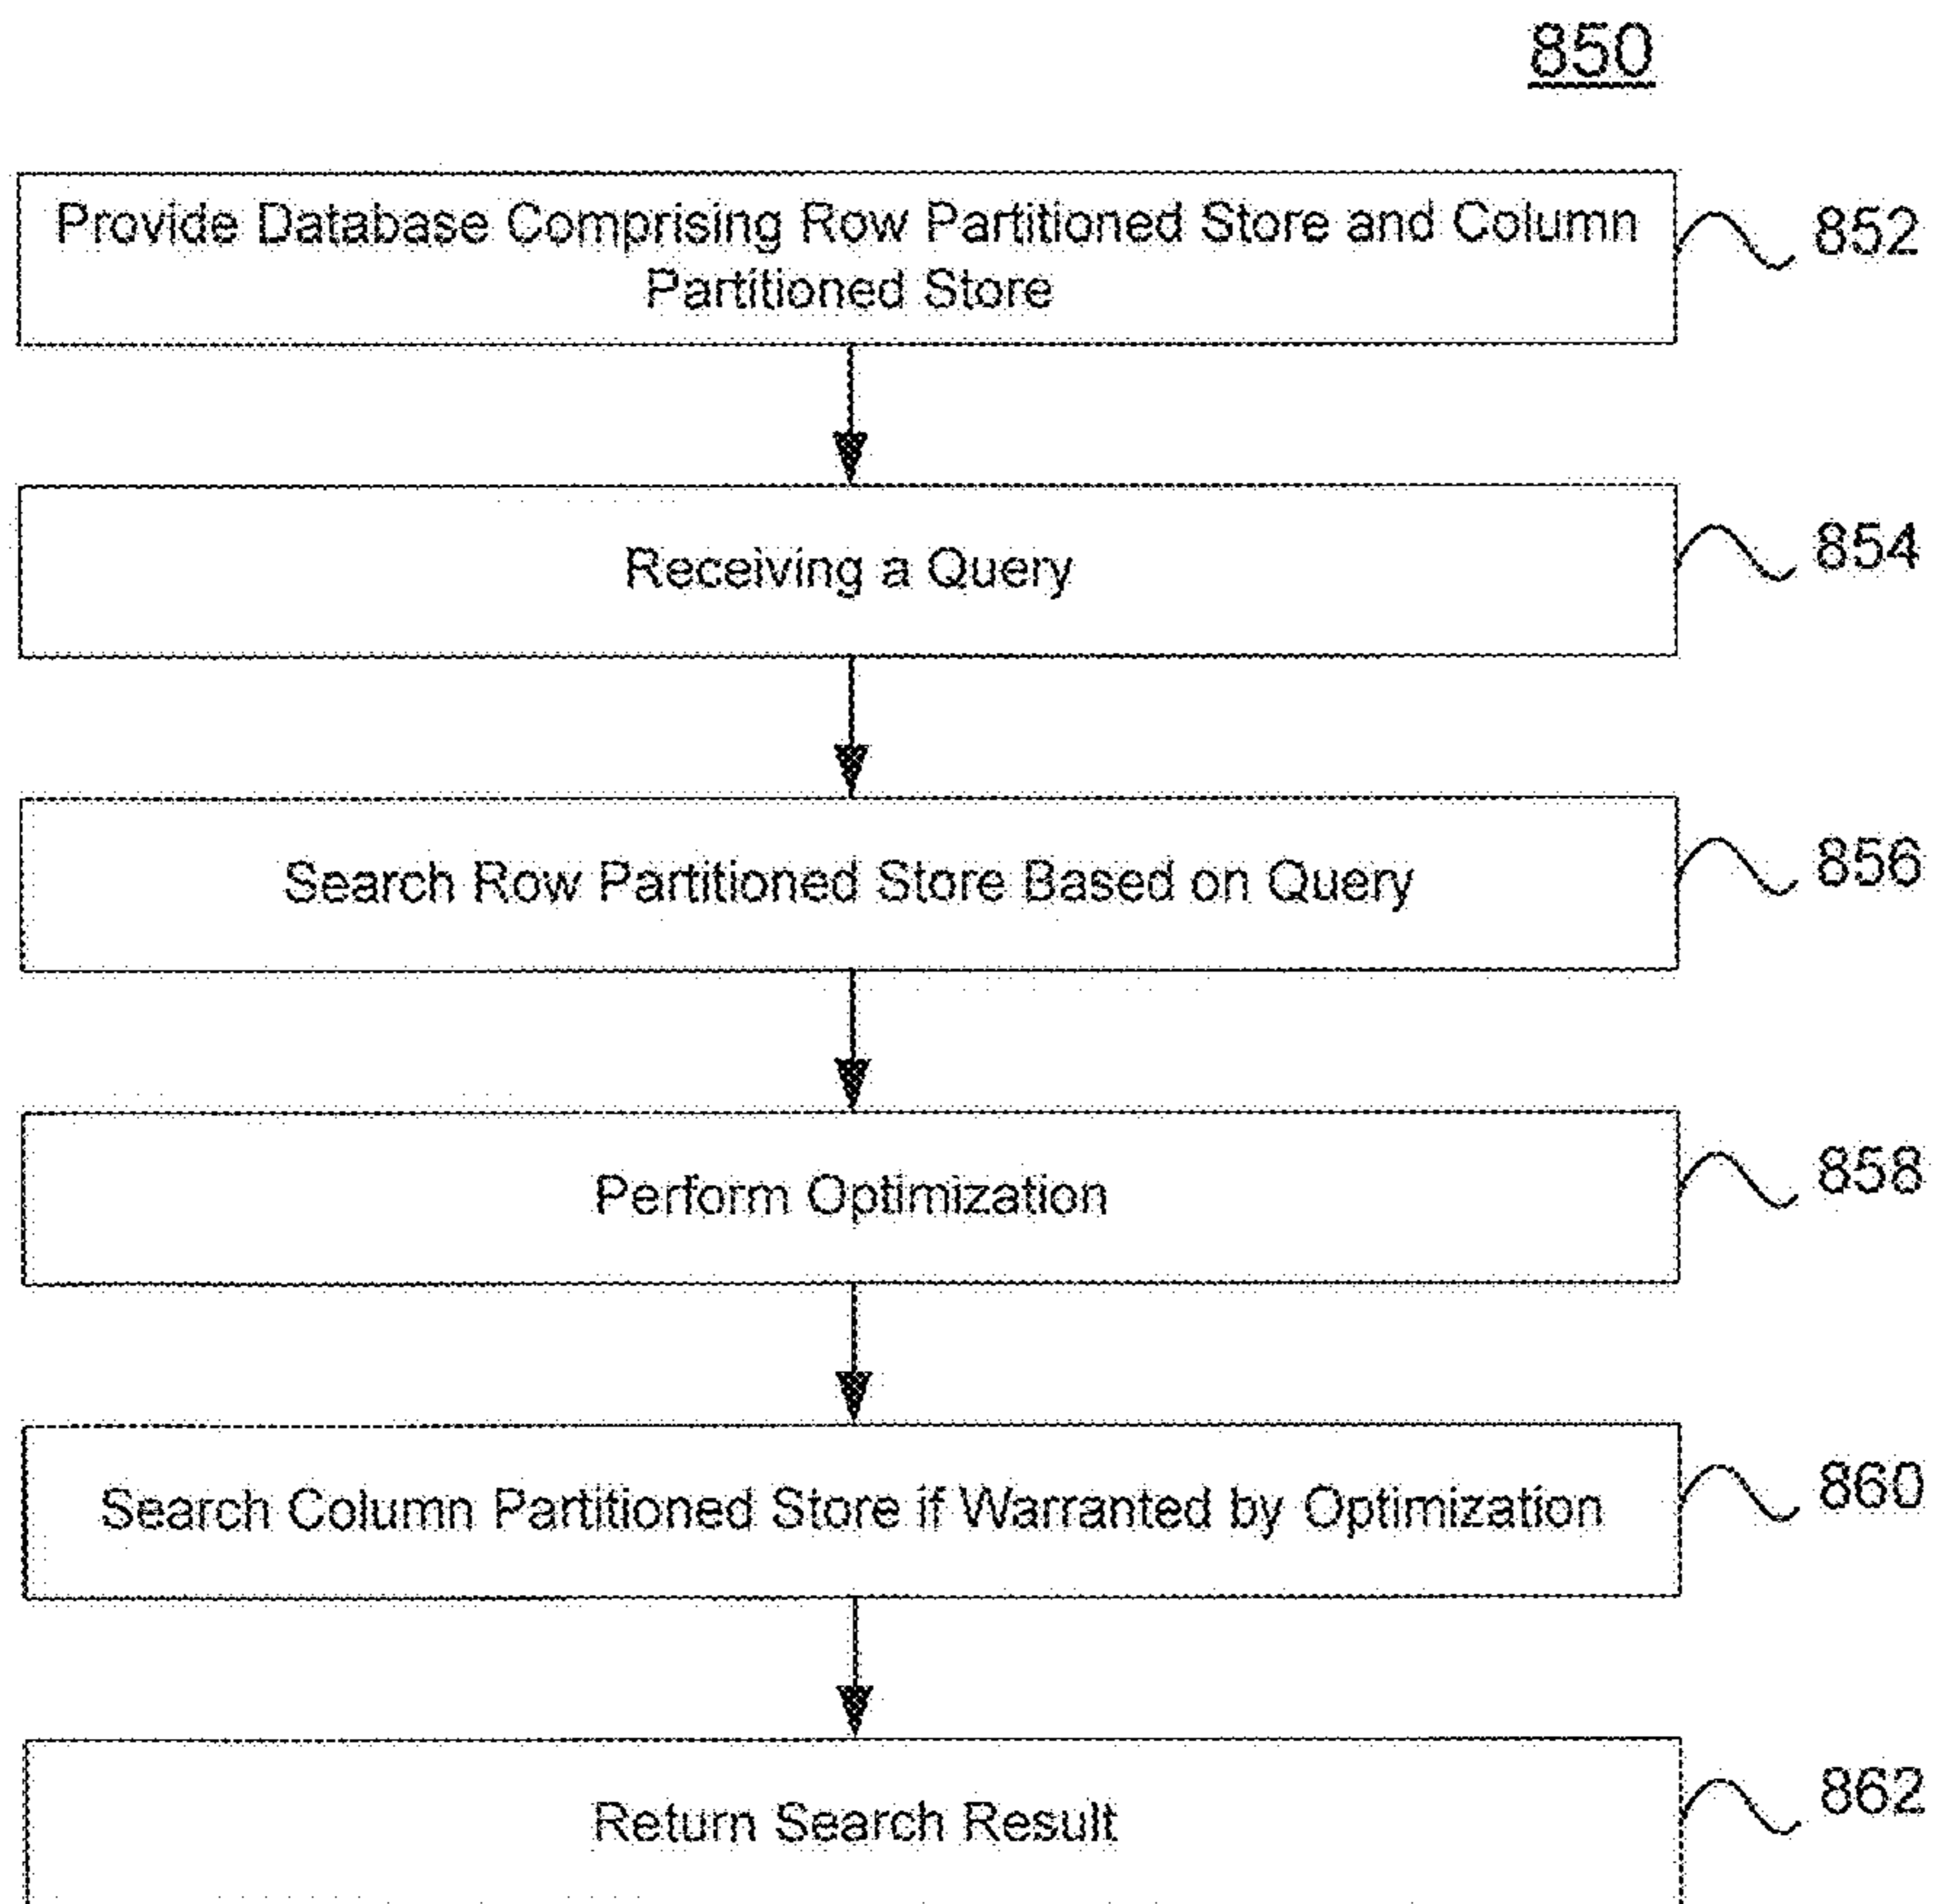 850
Provide Database Comprising Row Partitioned Store and Column
Partitioned Store
852
Receiving a Query
854
Search Row Partitioned Store Based on Query
856
Perform Optimization
858
Search Column Partitioned Store if Warranted by Optimization
860
Return Search Result
862